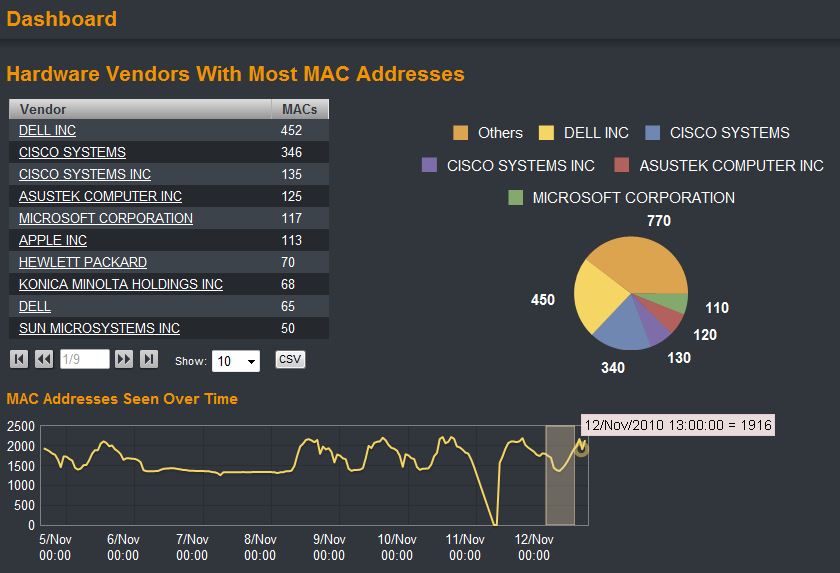 Dashboard
Hardware Vendors With Most MAC Addresses
Vendor MACs
DELL INC 452
CISCO SYSTEMS 346
CISCO SYSTEMS INC 135
ASUSTEK COMPUTER INC 125
MICROSOFT CORPORATION 117
APPLE INC 113
HEWLETT PACKARD 70
KONICA MINOLTA HOLDINGS INC 68
DELL 65
SUN MICROSYSTEMS INC 50
1/9 Show: 10 CSV
Others DELL INC CISCO SYSTEMS
CISCO SYSTEMS INC ASUSTEK COMPUTER INC
MICROSOFT CORPORATION
770
450
110
120
130
340
MAC Addresses Seen Over Time
12/Nov/2010 13:00:00 = 1916
2500
2000
1500
1000
500
0
5/Nov 6/Nov 7/Nov 8/Nov 9/Nov 10/Nov 11/Nov 12/Nov
00:00 00:00 00:00 00:00 00:00 00:00 00:00 00:00